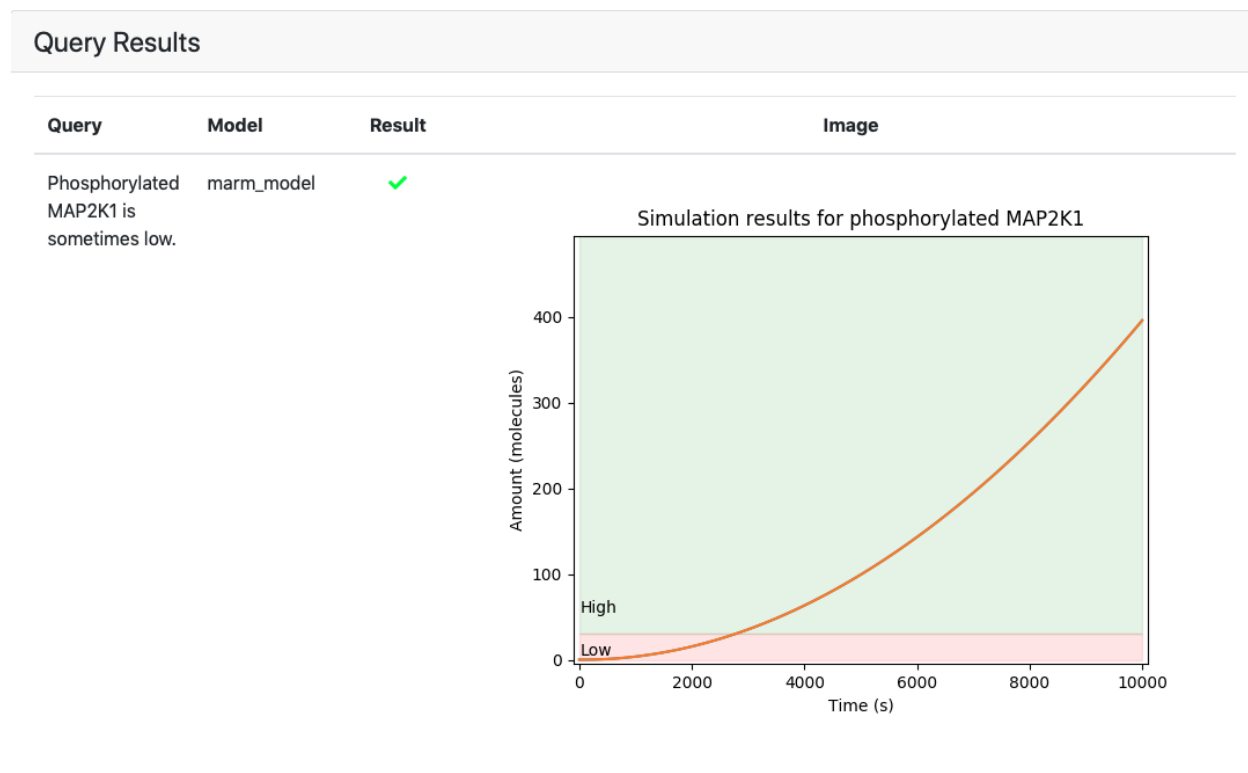 Query Results
Query Model Result Image
Phosphorylated marm_model
MAP2K1 is
sometimes low.
Simulation results for phosphorylated MAP2K1
400
300
200
100
0
Amount (molecules)
High
Low
0 2000 4000 6000 8000 10000
Time (s)